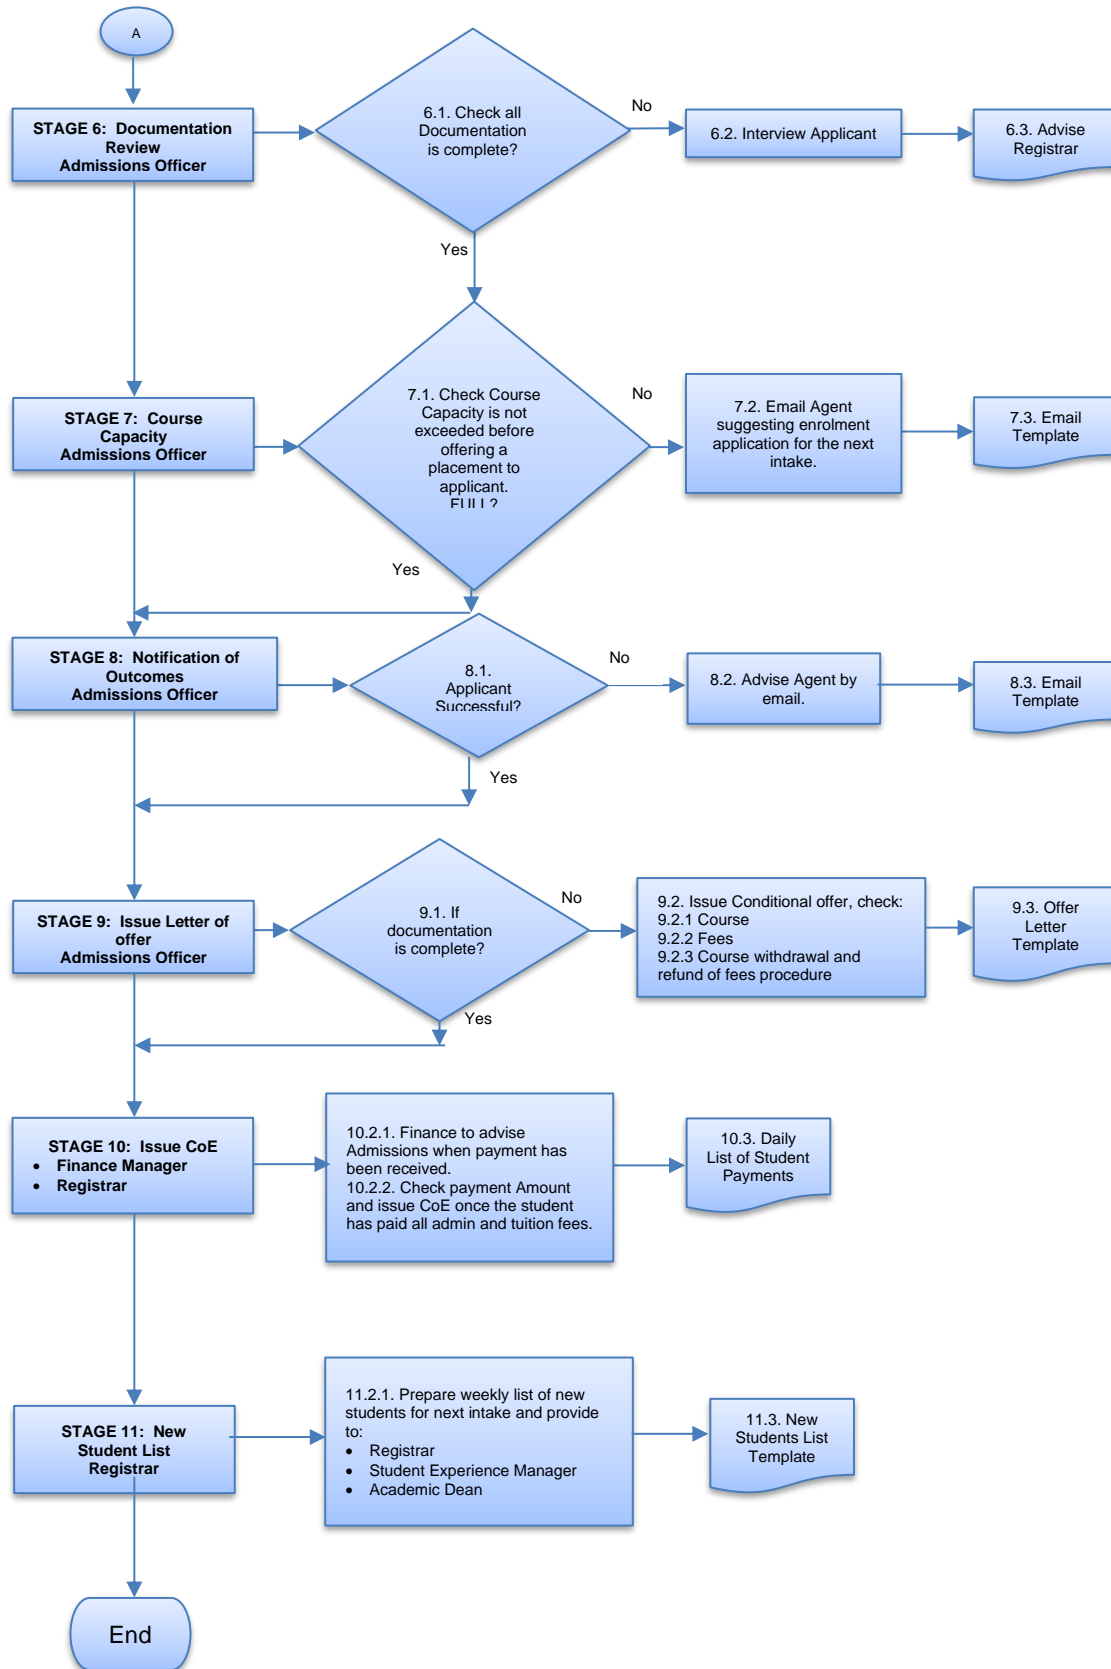 A
STAGE 6:  Documentation
Review
Admissions Officer
6.1. Check all
Documentation
is complete?
No
6.2. Interview Applicant
6.3. Advise
Registrar
Yes
STAGE 7:  Course
Capacity
Admissions Officer
7.1. Check Course
Capacity is not
exceeded before
offering a
placement to
applicant.
FULL?
No
7.2. Email Agent
suggesting enrolment
application for the next
intake.
7.3. Email
Template
Yes
STAGE 8:  Notification of
Outcomes
Admissions Officer
8.1.
Applicant
Successful?
No
8.2. Advise Agent by
email.
8.3. Email
Template
Yes
STAGE 9:  Issue Letter of
offer
Admissions Officer
9.1. If
documentation
is complete?
No
9.2. Issue Conditional offer, check:
9.2.1 Course
9.2.2 Fees
9.2.3 Course withdrawal and
refund of fees procedure
9.3. Offer
Letter
Template
Yes
STAGE 10:  Issue CoE
• Finance Manager
• Registrar
10.2.1. Finance to advise
Admissions when payment has
been received.
10.2.2. Check payment Amount
and issue CoE once the student
has paid all admin and tuition fees.
10.3. Daily
List of Student
Payments
STAGE 11:  New
Student List
Registrar
11.2.1. Prepare weekly list of new
students for next intake and provide
to:
• Registrar
• Student Experience Manager
• Academic Dean
11.3. New
Students List
Template
End